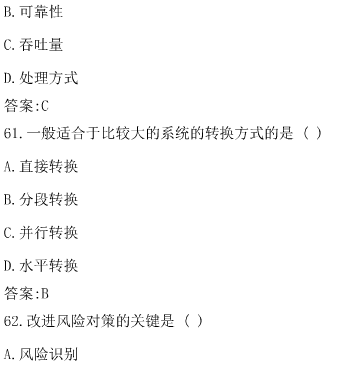 B.可靠性
C.吞吐量
D.处理方式
答案:C
61.一般适合于比较大的系统的转换方式的是 ( )
A.直接转换
B.分段转换
C.并行转换
D.水平转换
答案:B
62.改进风险对策的关键是 ( )
A.风险识别